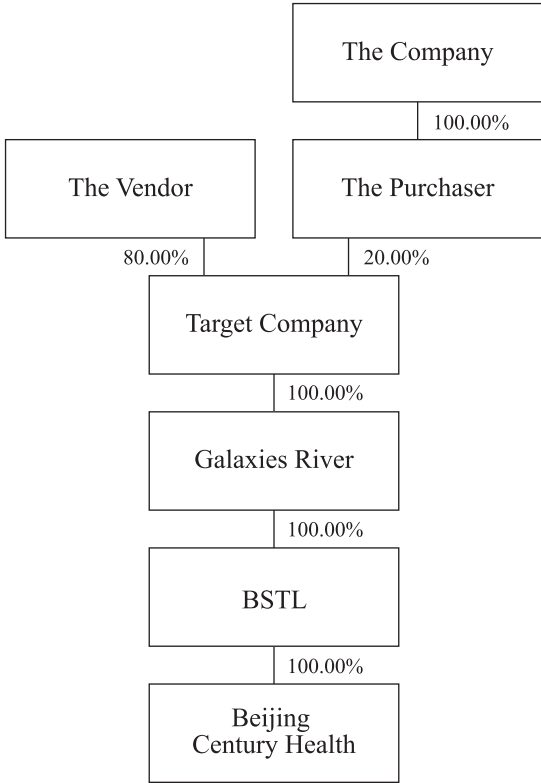 The Company
100.00%
The Vendor
The Purchaser
80.00%
20.00%
Target Company
100.00%
Galaxies River
100.00%
BSTL
100.00%
Beijing
Century Health